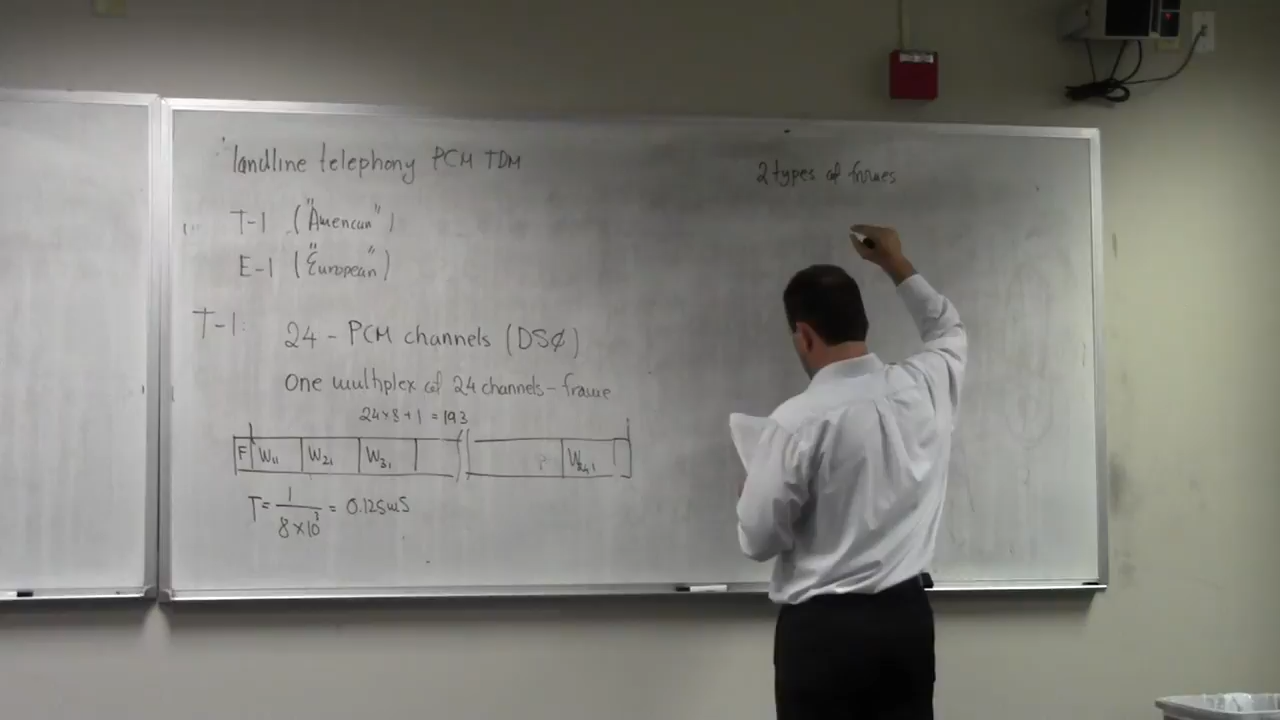 landline telephony PCM TDM
T-1 ("American")
E-1 ("European")
T-1: 24 - PCM channels (DSØ)
One multiplex of 24 channels - frame
24×8+1 = 193
F W11 W21 W31 W241
T = 1/8×10³ = 0.125mS
2 types of frames